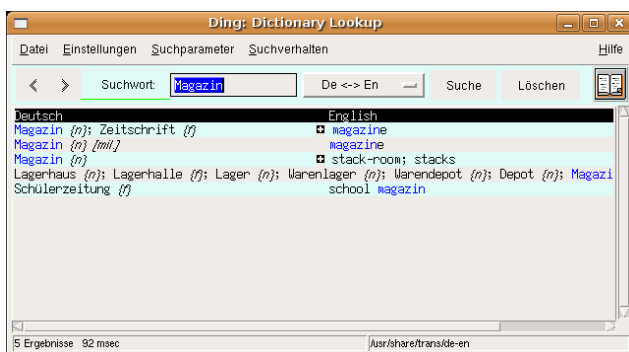 Ding: Dictionary Lookup
Datei Einstellungen Suchparameter Suchverhalten Hilfe
Suchwort: Magazin De <-> En Suche Löschen
Deutsch English
Magazin {n}; Zeitschrift {f} magazine
Magazin {n} [mil.] magazine
Magazin {n} stack-room; stacks
Lagerhaus {n}; Lagerhalle {f}; Lager {n}; Warenlager {n}; Warendepot {n}; Depot {n}; Magazi
Schülerzeitung {f} school magazin
5 Ergebnisse 92 msec /usr/share/trans/de-en